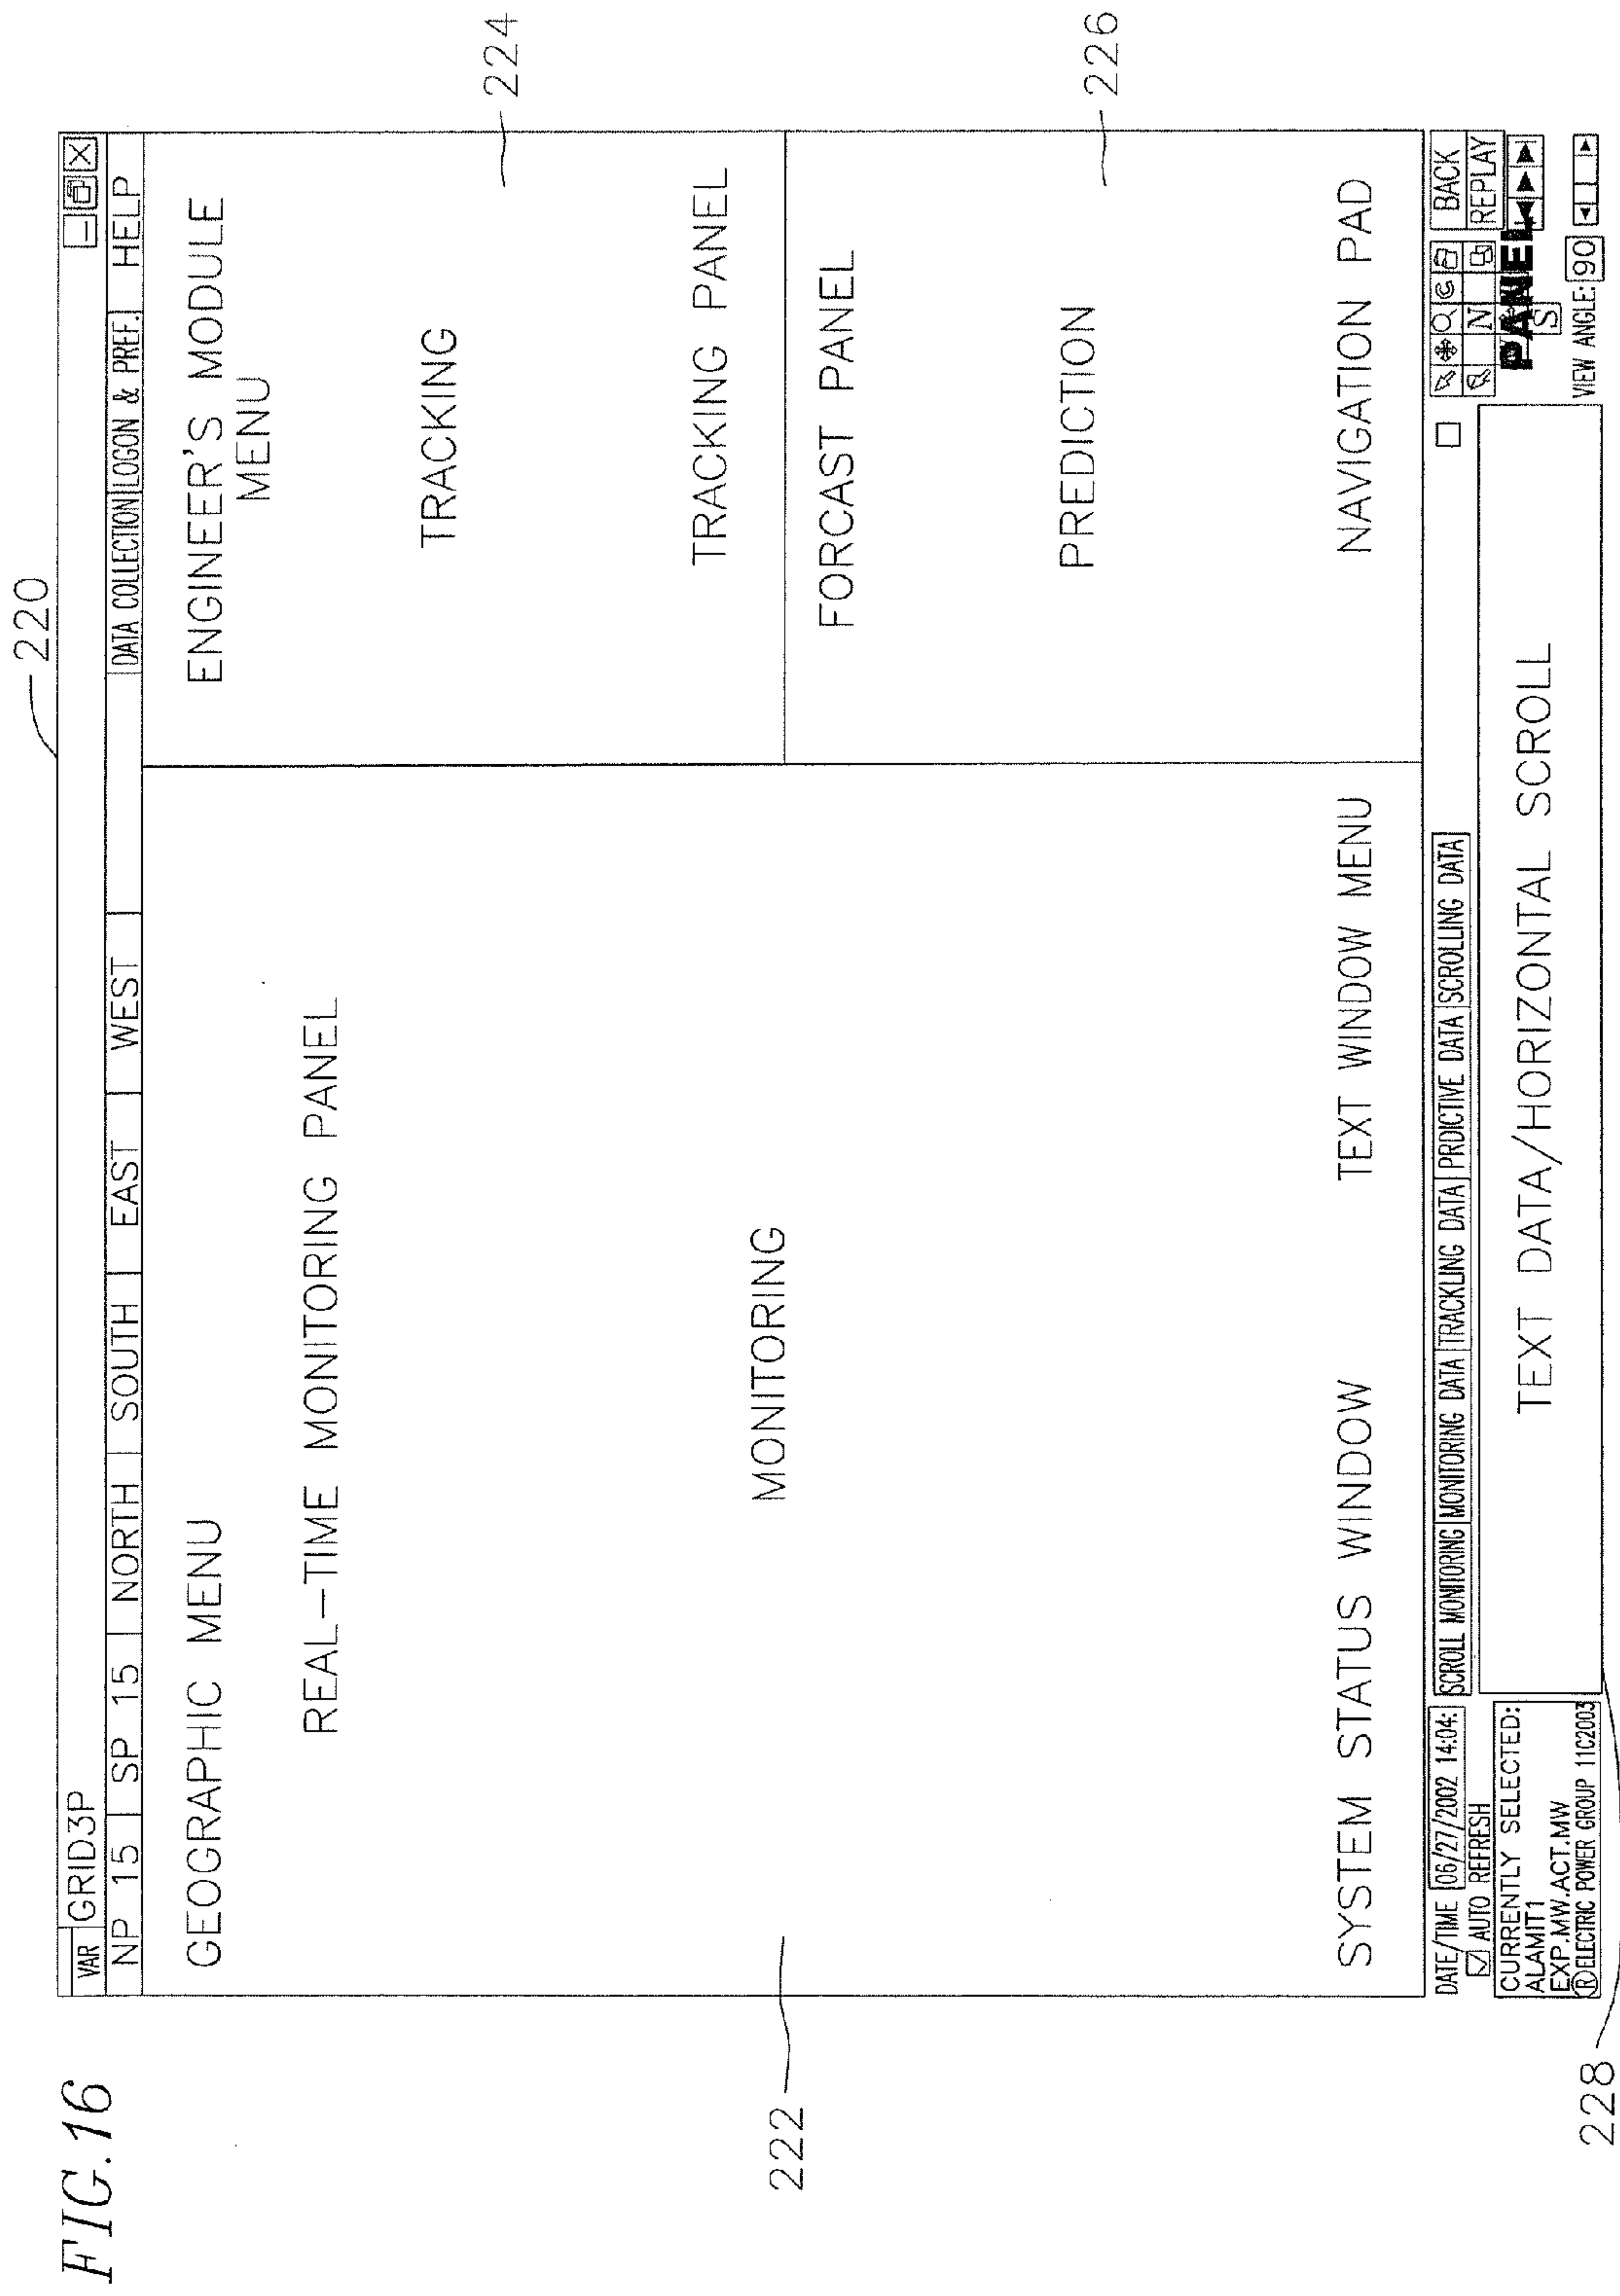 FIG. 16
220
VAR GRID3P
NP 15 SP 15 NORTH SOUTH EAST WEST DATA COLLECTION LOGON & PREF. HELP
GEOGRAPHIC MENU
REAL-TIME MONITORING PANEL
MONITORING
222
SYSTEM STATUS WINDOW
TEXT WINDOW MENU
ENGINEER'S MODULE
MENU
TRACKING
224
TRACKING PANEL
FORCAST PANEL
PREDICTION
226
NAVIGATION PAD
DATE/TIME 06/27/2002 14:04:
AUTO REFRESH
CURRENTLY SELECTED:
ALAMIT1
EXP.MW.ACT.MW
®ELECTRIC POWER GROUP 11C2003
SCROLL MONITORING MONITORING DATA TRACKLING DATA PRDICTIVE DATA SCROLLING DATA
TEXT DATA/HORIZONTAL SCROLL
228
BACK
N REPLAY
PANEL
S
VIEW ANGLE: 90